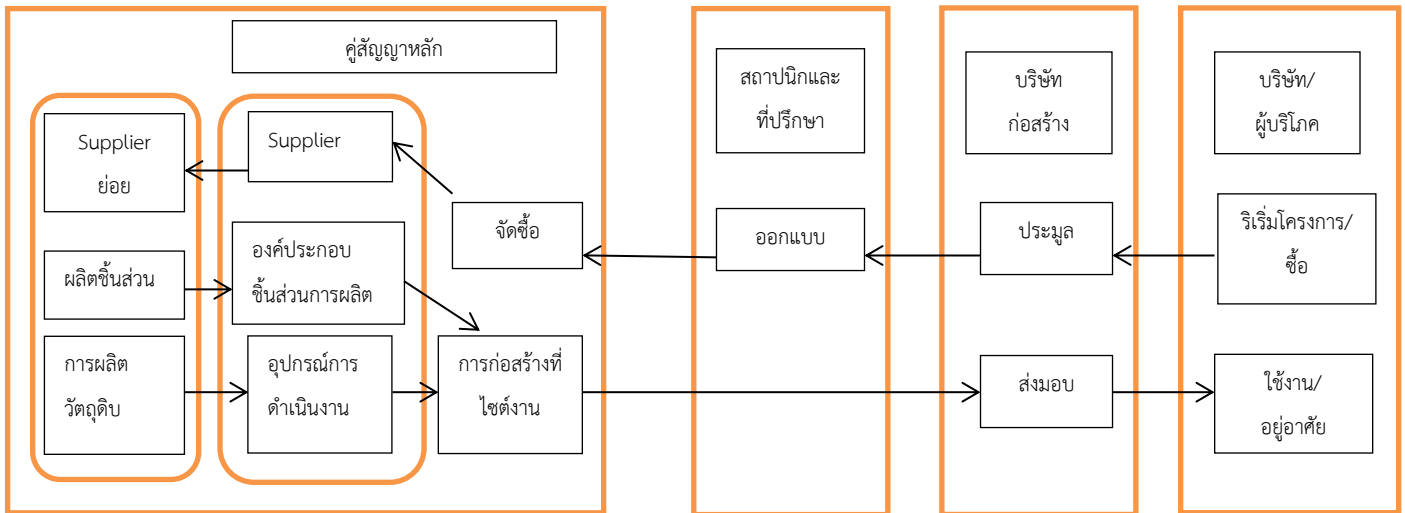 คู่สัญญาหลัก
สถาปนิกและ
ที่ปรึกษา
บริษัท
ก่อสร้าง
บริษัท/
ผู้บริโภค
Supplier
ย่อย
Supplier
จัดซื้อ
ออกแบบ
ประมูล
ริเริ่มโครงการ/
ซื้อ
ผลิตชิ้นส่วน
องค์ประกอบ
ชิ้นส่วนการผลิต
การผลิต
วัตถุดิบ
อุปกรณ์การ
ดำเนินงาน
การก่อสร้างที่
ไซต์งาน
ส่งมอบ
ใช้งาน/
อยู่อาศัย